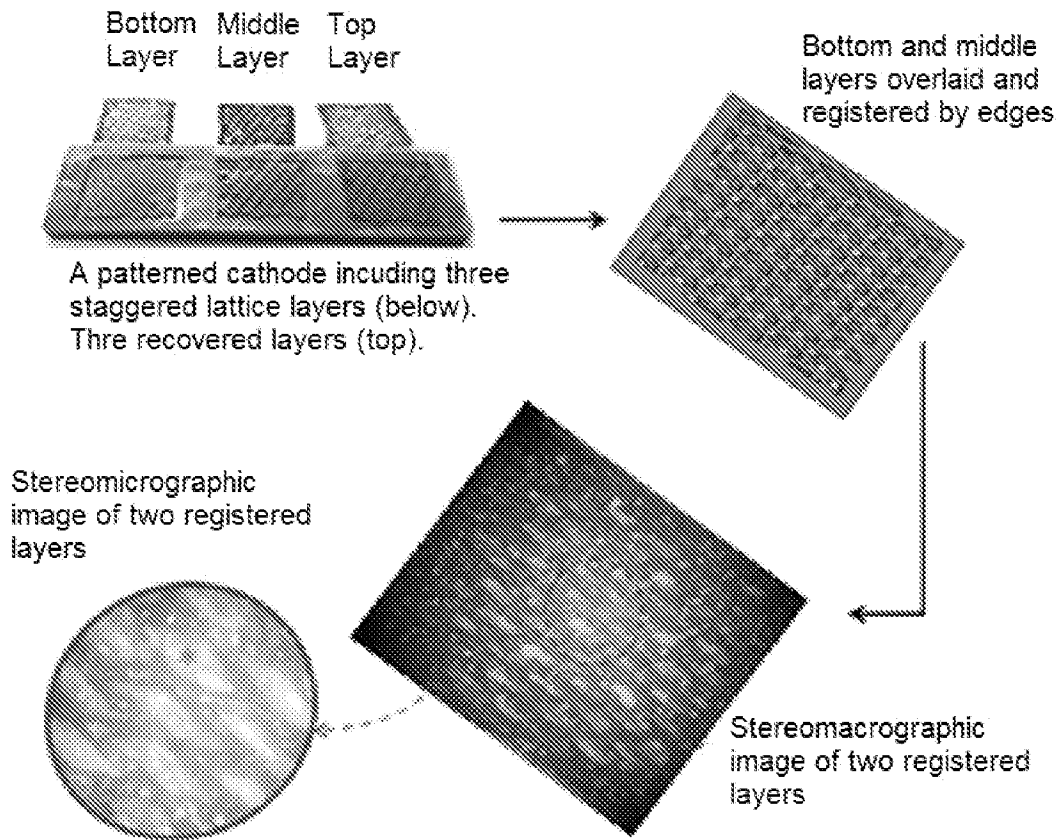 Bottom Layer
Middle Layer
Top Layer
Bottom and middle
layers overlaid and
registered by edges
A patterned cathode incuding three
staggered lattice layers (below).
Thre recovered layers (top).
Stereomicrographic
image of two registered
layers
Stereomacrographic
image of two registered
layers